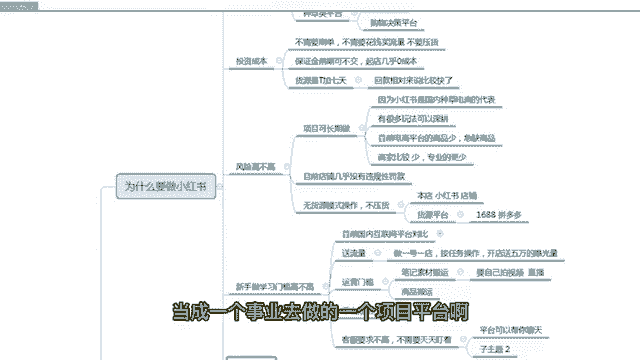 种草类平台
购物决策平台
投资成本
不需要刷单，不需要花钱买流量 不要压货
保证金前期可不交，起店几乎0成本
货源是T加七天
回款相对来说比较快了
为什么要做小红书
风险高不高
项目可长期做
因为小红书是国内种草电商的代表
有很多玩法可以深耕
目前电商平台的商品少，急缺商品
商家比较 少，专业的更少
目前店铺几乎没有违规性罚款
无货源模式操作，不压货
本店 小红书 店铺
货源平台
1688 拼多多
新手做学习门槛高不高
目前国内互联网平台对比
送流量
做一号一店，按任务操作，开店送五万的曝光量
运营门槛
笔记素材搬运
要自己拍视频 直播
商品搬运
客服要求不高，不需要天天盯着
平台可以帮你聊天
子主题 2
当成一个事业去做的一个项目平台啊